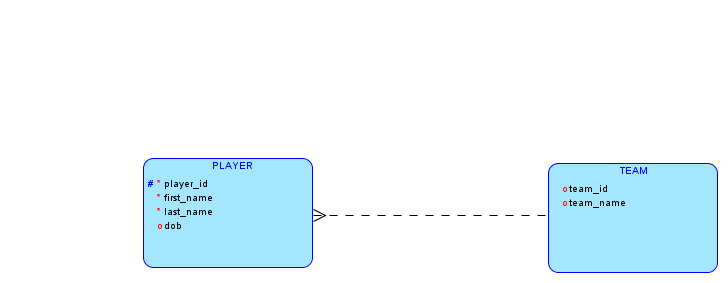 PLAYER
# * player_id
* first_name
* last_name
o dob
TEAM
o team_id
o team_name